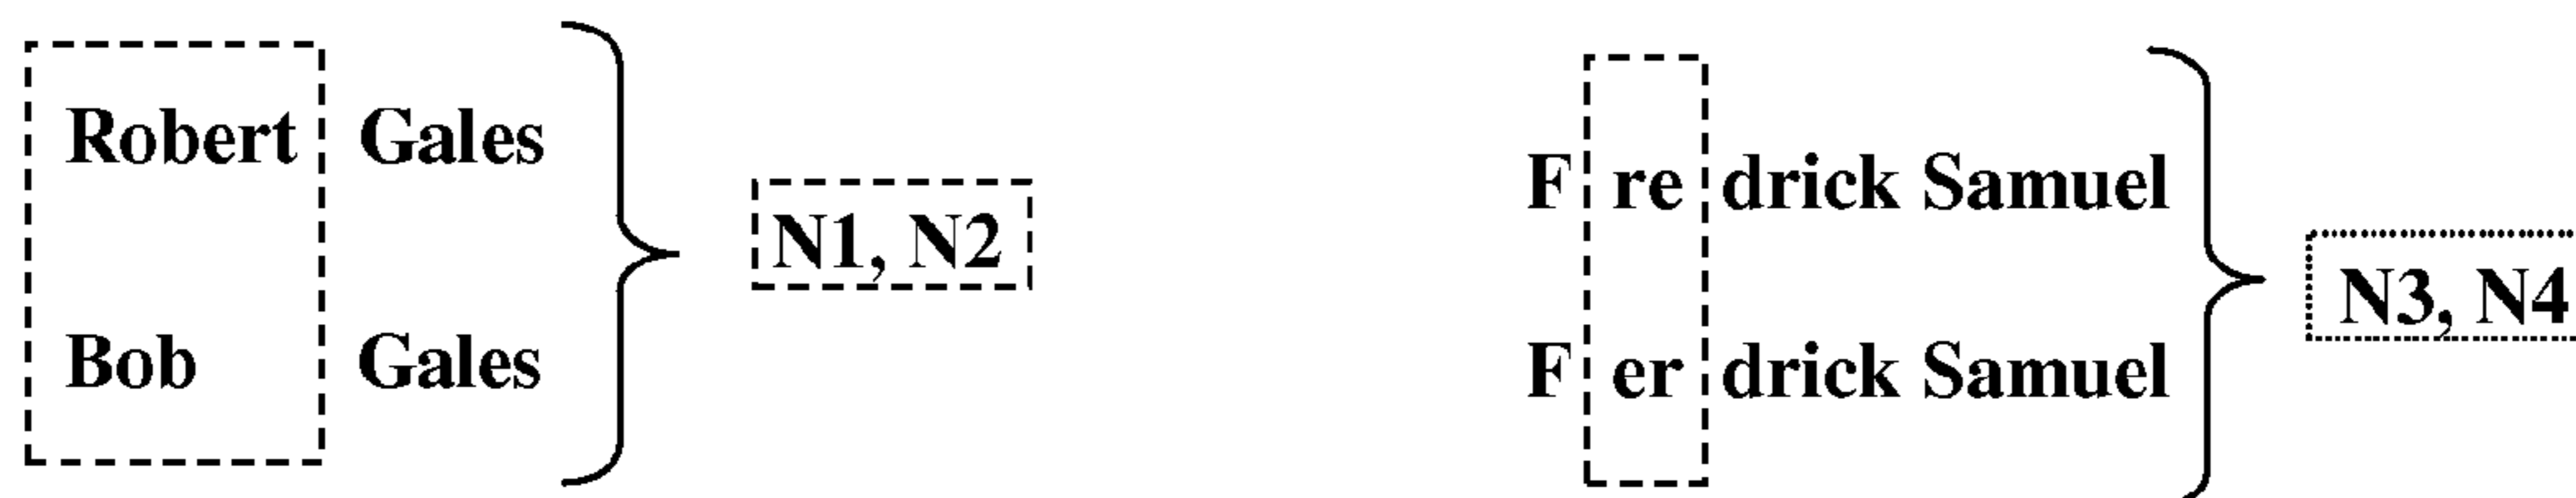 Robert Gales
Bob Gales
N1, N2
F re drick Samuel
F er drick Samuel
N3, N4